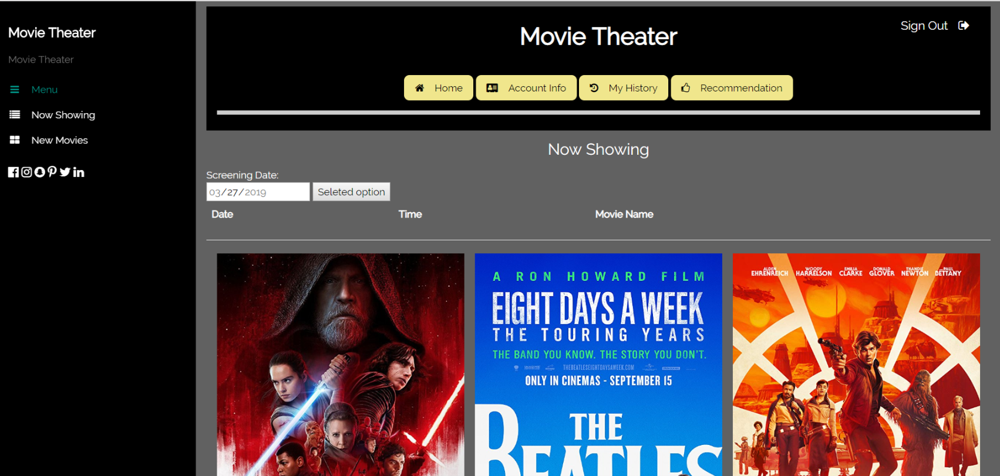 Movie Theater
Movie Theater
Menu
Now Showing
New Movies
Movie Theater
Sign Out
Home
Account Info
My History
Recommendation
Now Showing
Screening Date:
03/27/2019
Seleted option
Date Time Movie Name
A RON HOWARD FILM
EIGHT DAYS A WEEK
THE TOURING YEARS
THE BAND YOU KNOW. THE STORY YOU DON'T.
THEBEATLESEIGHTDAYSAWEEK.COM
ONLY IN CINEMAS - SEPTEMBER 15
THE
BEATLES
ALDEN EHRENREICH WOODY HARRELSON EMILIA CLARKE DONALD GLOVER THANDIE NEWTON AND PAUL BETTANY